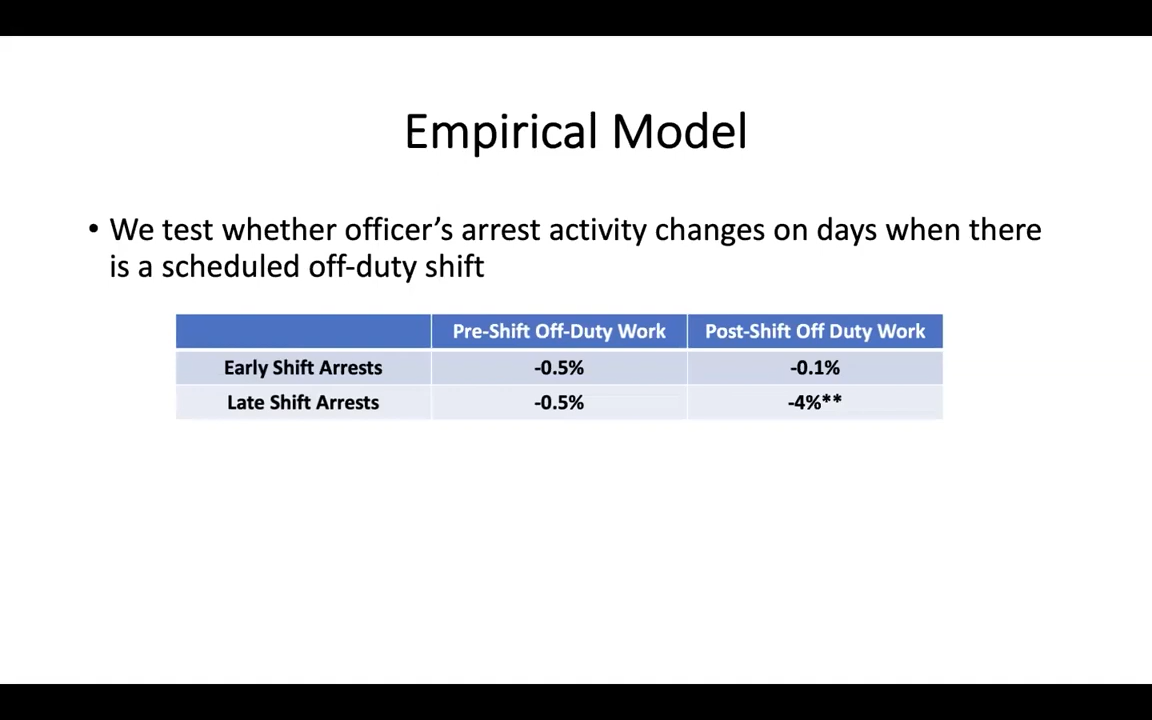 Empirical Model
• We test whether officer’s arrest activity changes on days when there
is a scheduled off-duty shift
Pre-Shift Off-Duty Work Post-Shift Off Duty Work
Early Shift Arrests -0.5% -0.1%
Late Shift Arrests -0.5% -4%**